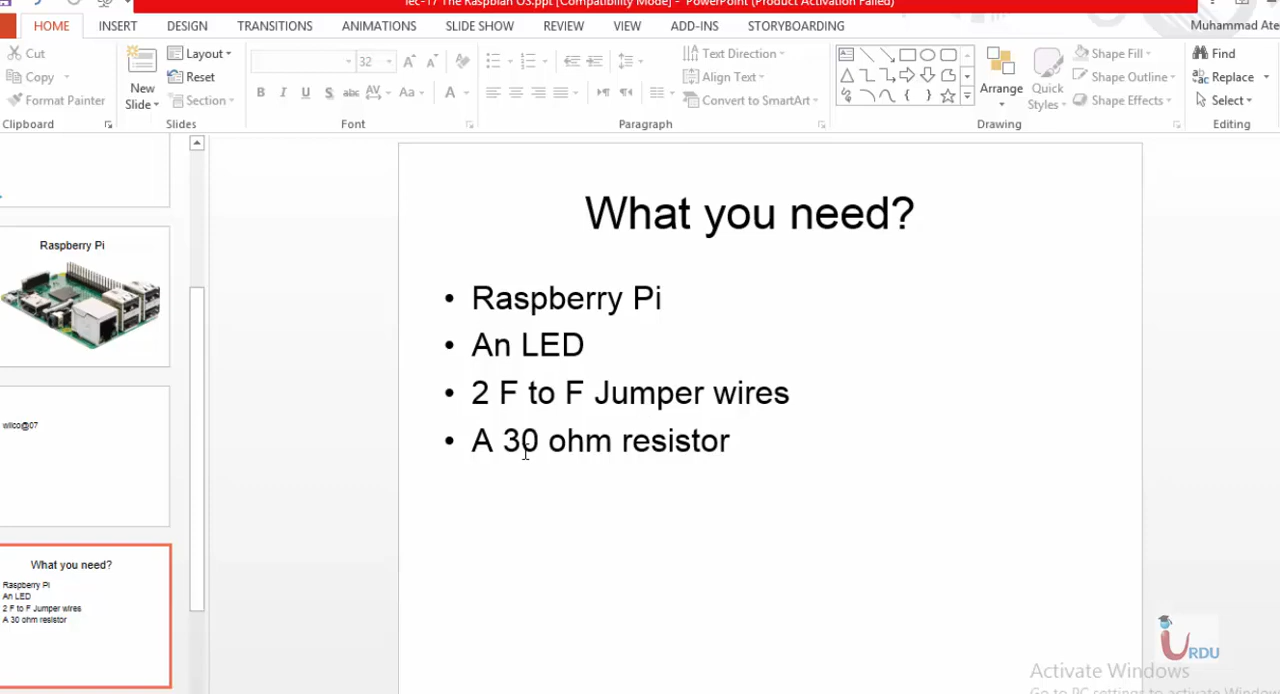 lec-17 The Raspbian OS.ppt [Compatibility Mode] - PowerPoint (Product Activation Failed)
HOME INSERT DESIGN TRANSITIONS ANIMATIONS SLIDE SHOW REVIEW VIEW ADD-INS STORYBOARDING Muhammad Atee
Cut
Copy
Format Painter
Clipboard
New
Slide
Layout
Reset
Section
Slides
32
B I U S abc AV Aa A
Font
Text Direction
Align Text
Convert to SmartArt
Paragraph
Arrange
Quick
Styles
Shape Fill
Shape Outline
Shape Effects
Drawing
Find
Replace
Select
Editing
Raspberry Pi
wilco@07
What you need?
Raspberry Pi
An LED
2 F to F Jumper wires
A 30 ohm resistor
What you need?
• Raspberry Pi
• An LED
• 2 F to F Jumper wires
• A 30 ohm resistor
URDU
Activate Windows
Go to PC settings to activate Windows